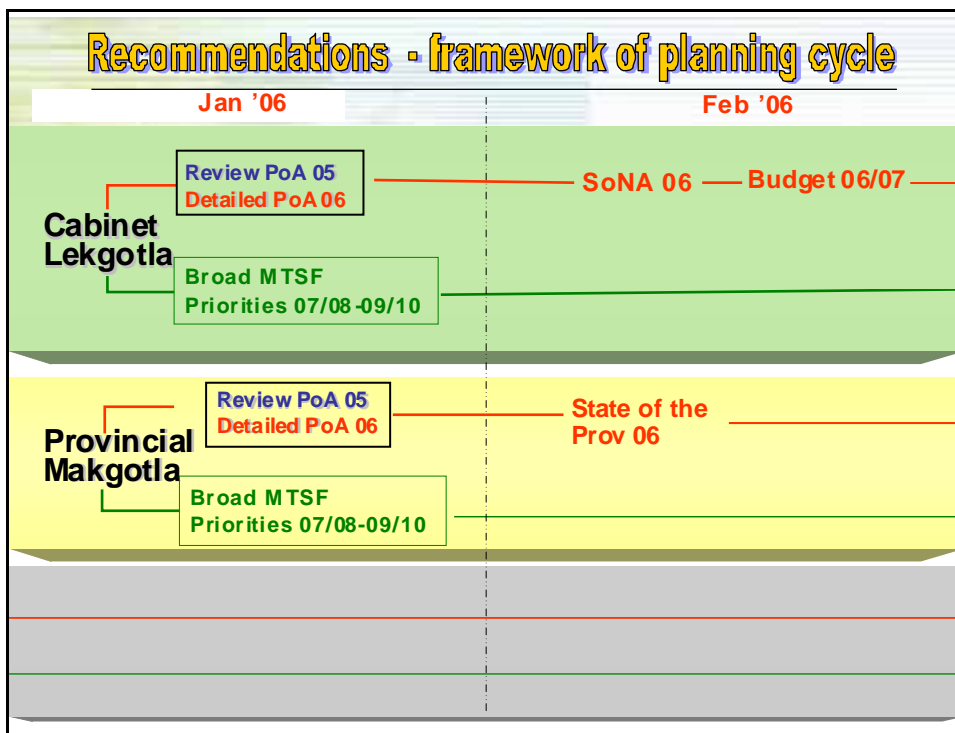 Recommendations - framework of planning cycle
Jan ’06
Feb ’06
Review PoA 05
Detailed PoA 06
SoNA 06
Budget 06/07
Cabinet
Lekgotla
Broad MTSF
Priorities 07/08-09/10
Review PoA 05
Detailed PoA 06
State of the
Prov 06
Provincial
Makgotla
Broad MTSF
Priorities 07/08-09/10